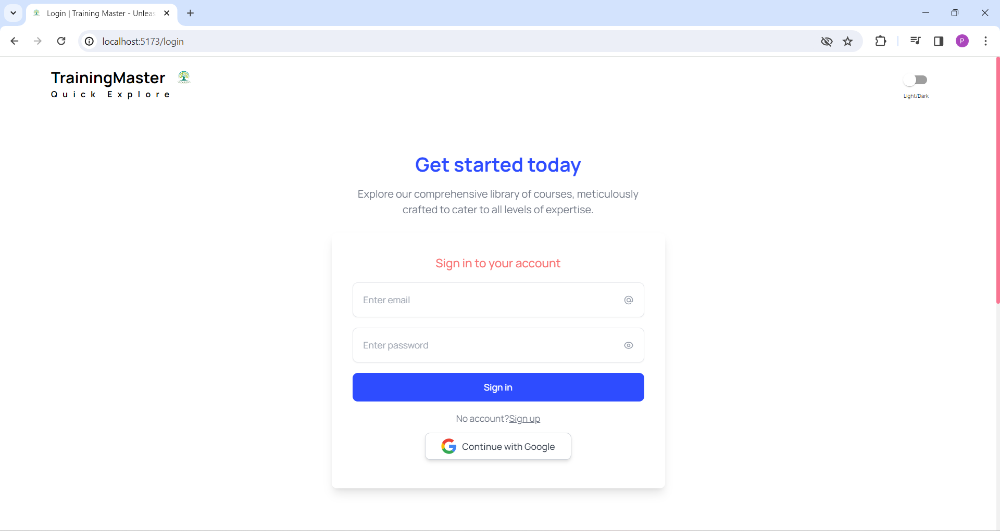 Login | Training Master - Unleas
localhost:5173/login
P
TrainingMaster
Quick Explore
Light/Dark
Get started today
Explore our comprehensive library of courses, meticulously
crafted to cater to all levels of expertise.
Sign in to your account
Enter email
Enter password
Sign in
No account?Sign up
Continue with Google